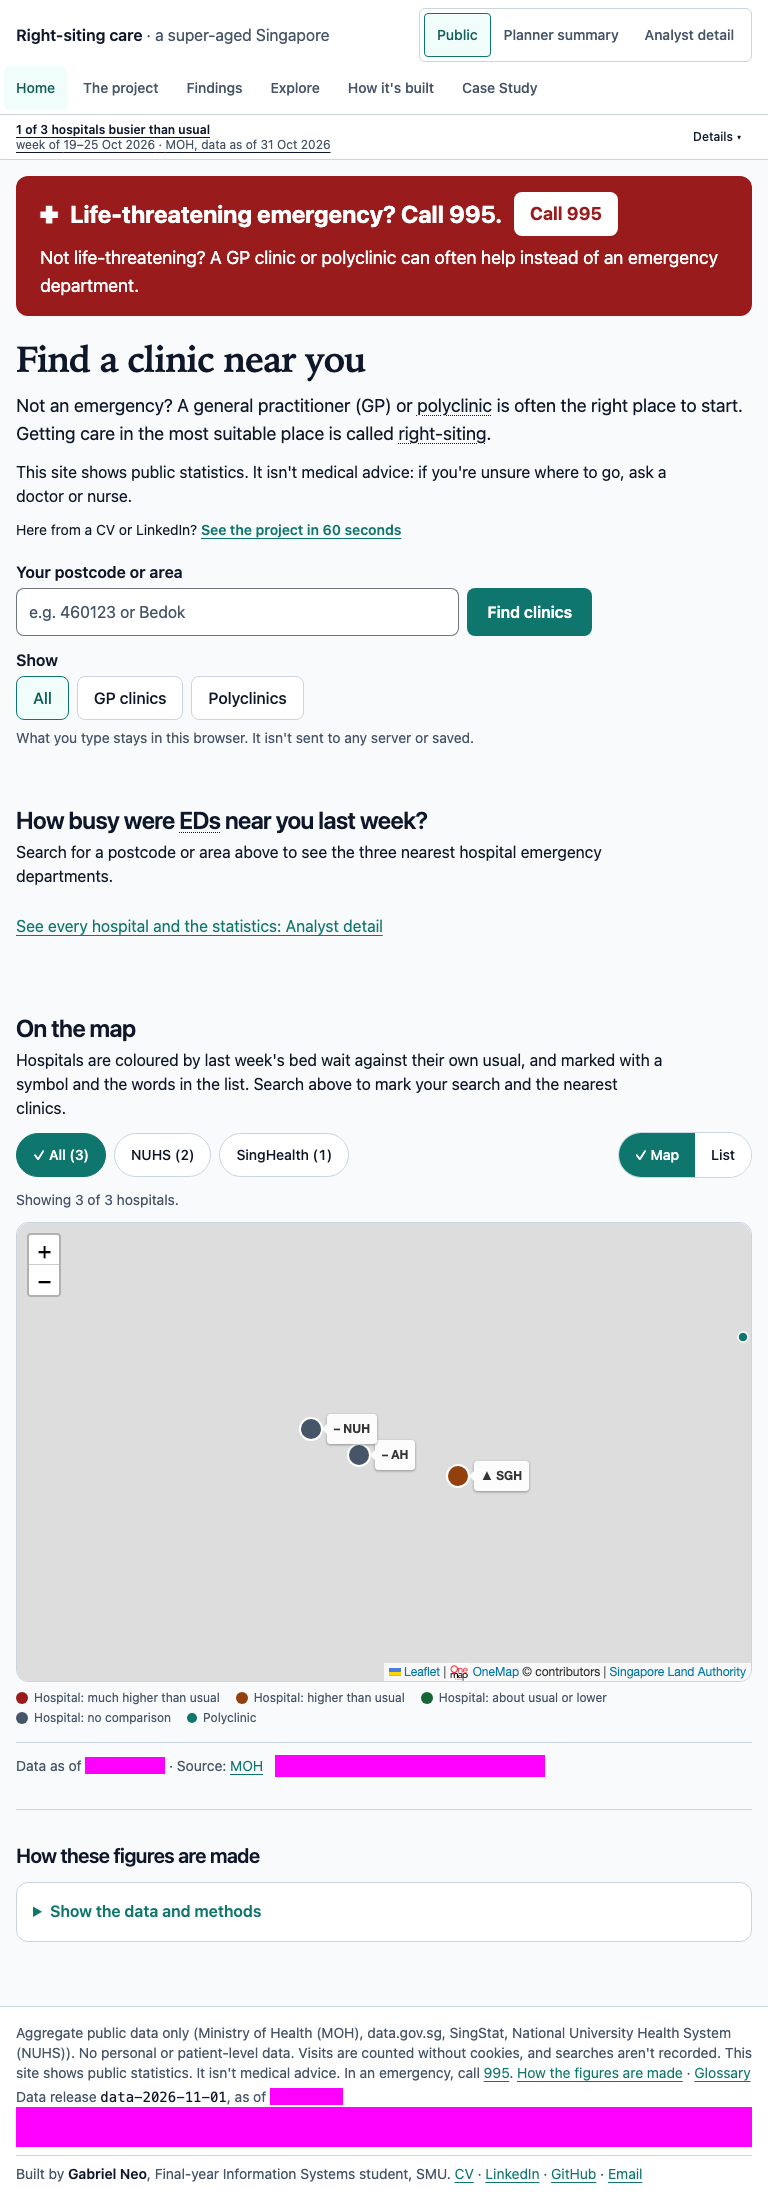 Right-siting care · a super-aged Singapore
Public
Planner summary
Analyst detail
Home
The project
Findings
Explore
How it's built
Case Study
1 of 3 hospitals busier than usual
week of 19–25 Oct 2026 · MOH, data as of 31 Oct 2026
Details ▾
Life-threatening emergency? Call 995.
Call 995
Not life-threatening? A GP clinic or polyclinic can often help instead of an emergency
department.
Find a clinic near you
Not an emergency? A general practitioner (GP) or polyclinic is often the right place to start.
Getting care in the most suitable place is called right-siting.
This site shows public statistics. It isn't medical advice: if you're unsure where to go, ask a
doctor or nurse.
Here from a CV or LinkedIn? See the project in 60 seconds
Your postcode or area
e.g. 460123 or Bedok
Find clinics
Show
All
GP clinics
Polyclinics
What you type stays in this browser. It isn't sent to any server or saved.
How busy were EDs near you last week?
Search for a postcode or area above to see the three nearest hospital emergency
departments.
See every hospital and the statistics: Analyst detail
On the map
Hospitals are coloured by last week's bed wait against their own usual, and marked with a
symbol and the words in the list. Search above to mark your search and the nearest
clinics.
✓ All (3)
NUHS (2)
SingHealth (1)
✓ Map
List
Showing 3 of 3 hospitals.
+
−
– NUH
– AH
▲ SGH
Leaflet | One map OneMap © contributors | Singapore Land Authority
Hospital: much higher than usual
Hospital: higher than usual
Hospital: about usual or lower
Hospital: no comparison
Polyclinic
Data as of
· Source: MOH
How these figures are made
▶ Show the data and methods
Aggregate public data only (Ministry of Health (MOH), data.gov.sg, SingStat, National University Health System
(NUHS)). No personal or patient-level data. Visits are counted without cookies, and searches aren't recorded. This
site shows public statistics. It isn't medical advice. In an emergency, call 995. How the figures are made · Glossary
Data release data-2026-11-01, as of
Built by Gabriel Neo, Final-year Information Systems student, SMU. CV · LinkedIn · GitHub · Email